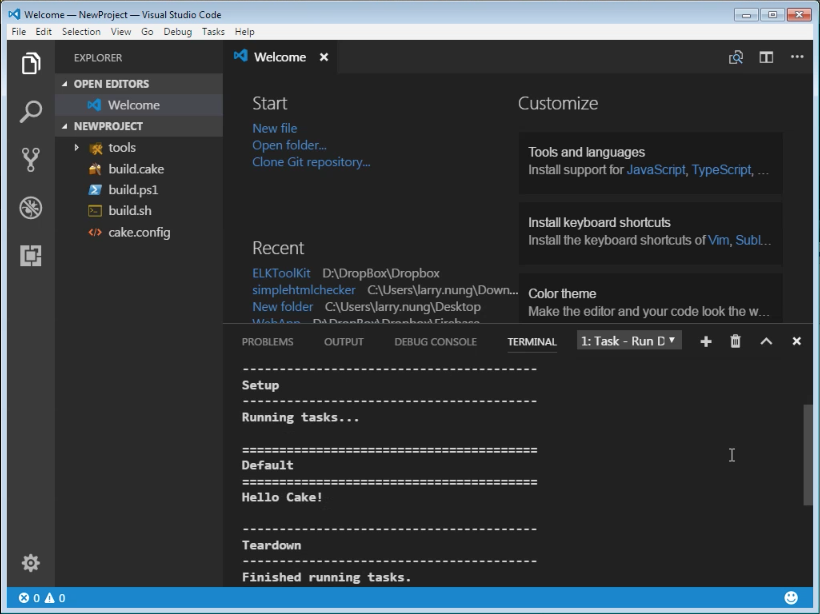 Welcome — NewProject — Visual Studio Code
File Edit Selection View Go Debug Tasks Help
EXPLORER
OPEN EDITORS
Welcome
NEWPROJECT
tools
build.cake
build.ps1
build.sh
cake.config
Welcome
Start
New file
Open folder...
Clone Git repository...
Recent
ELKToolKit D:\DropBox\Dropbox
simplehtmlchecker C:\Users\larry.nung\Down...
New folder C:\Users\larry.nung\Desktop
WebApp D:\DropBox\Dropbox\Firebase
Customize
Tools and languages
Install support for JavaScript, TypeScript, ...
Install keyboard shortcuts
Install the keyboard shortcuts of Vim, Subl...
Color theme
Make the editor and your code look the w...
PROBLEMS OUTPUT DEBUG CONSOLE TERMINAL 1: Task - Run D
----------------------------------------
Setup
----------------------------------------
Running tasks...
========================================
Default
========================================
Hello Cake!
----------------------------------------
Teardown
----------------------------------------
Finished running tasks.
0 0